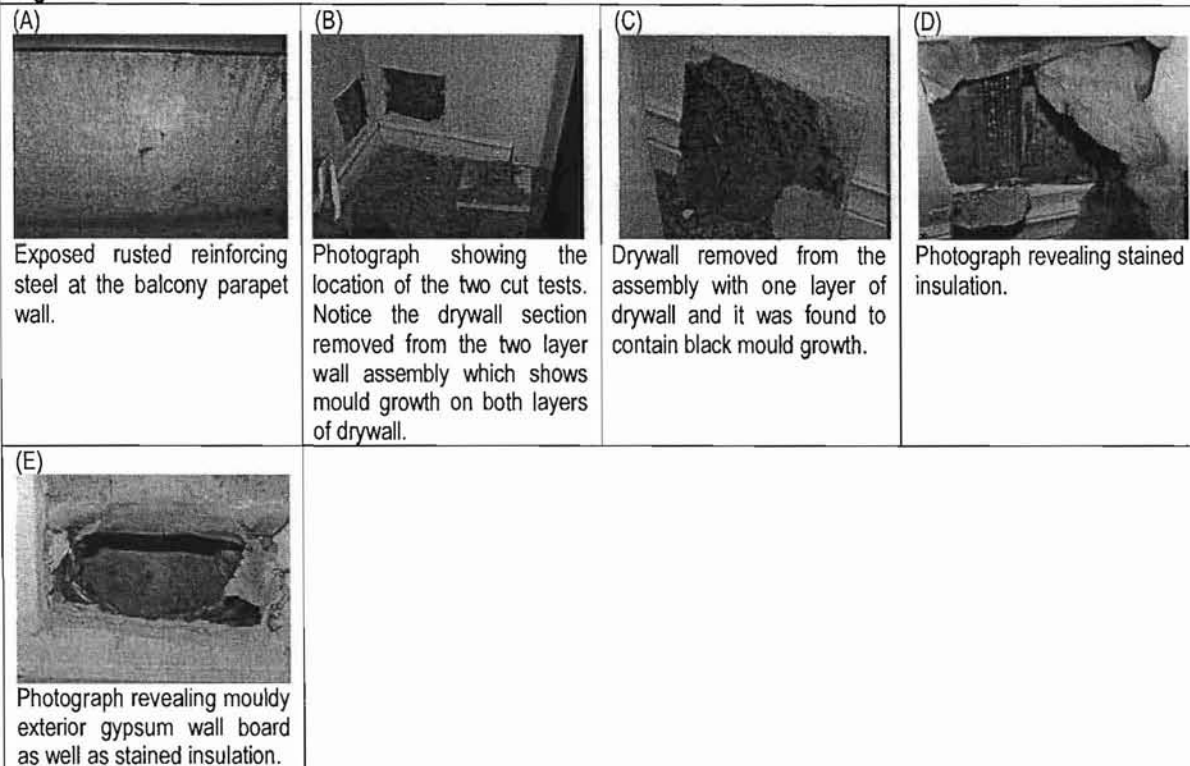 (A)
Exposed rusted reinforcing
steel at the balcony parapet
wall.
(B)
Photograph showing the
location of the two cut tests.
Notice the drywall section
removed from the two layer
wall assembly which shows
mould growth on both layers
of drywall.
(C)
Drywall removed from the
assembly with one layer of
drywall and it was found to
contain black mould growth.
(D)
Photograph revealing stained
insulation.
(E)
Photograph revealing mouldy
exterior gypsum wall board
as well as stained insulation.